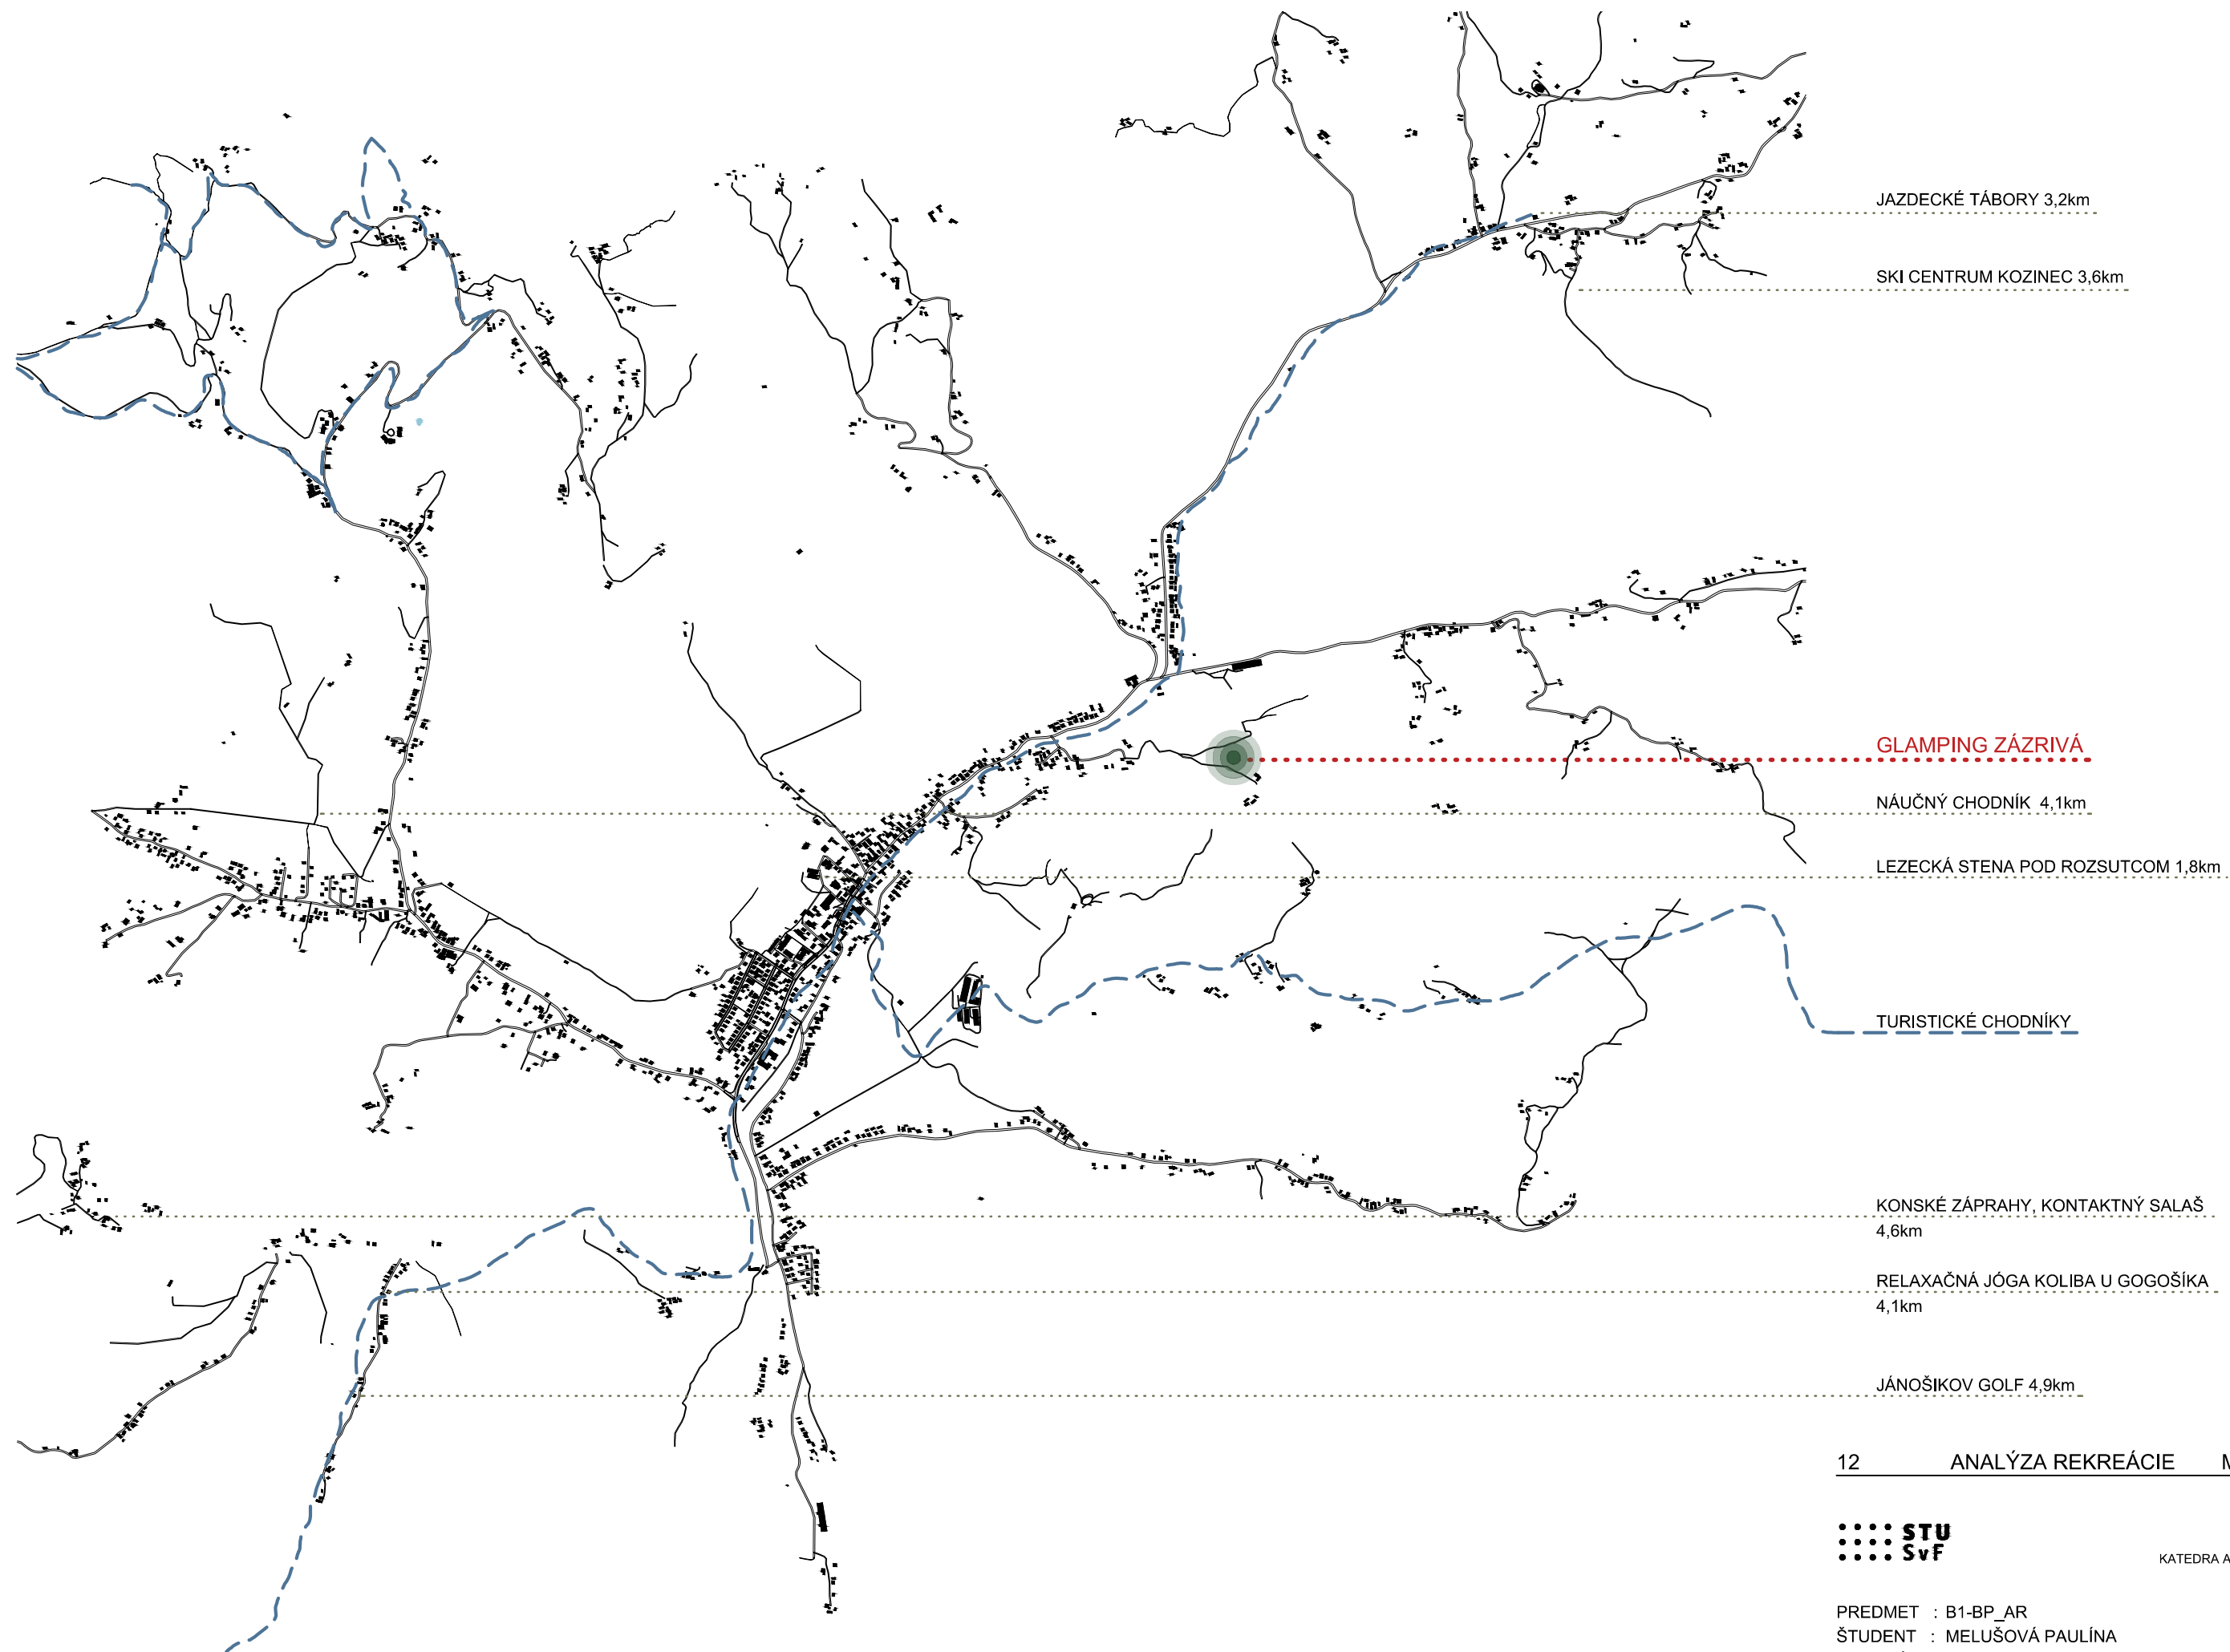 JAZDECKÉ TÁBORY 3,2km
SKI CENTRUM KOZINEC 3,6km
GLAMPING ZÁZRIVÁ
NÁUČNÝ CHODNÍK 4,1km
LEZECKÁ STENA POD ROZSUTCOM 1,8km
TURISTICKÉ CHODNÍKY
KONSKÉ ZÁPRAHY, KONTAKTNÝ SALAŠ
4,6km
RELAXAČNÁ JÓGA KOLIBA U GOGOŠÍKA
4,1km
JÁNOŠIKOV GOLF 4,9km
12 ANALÝZA REKREÁCIE M
STU
SvF
KATEDRA A
PREDMET : B1-BP_AR
ŠTUDENT : MELUŠOVÁ PAULÍNA